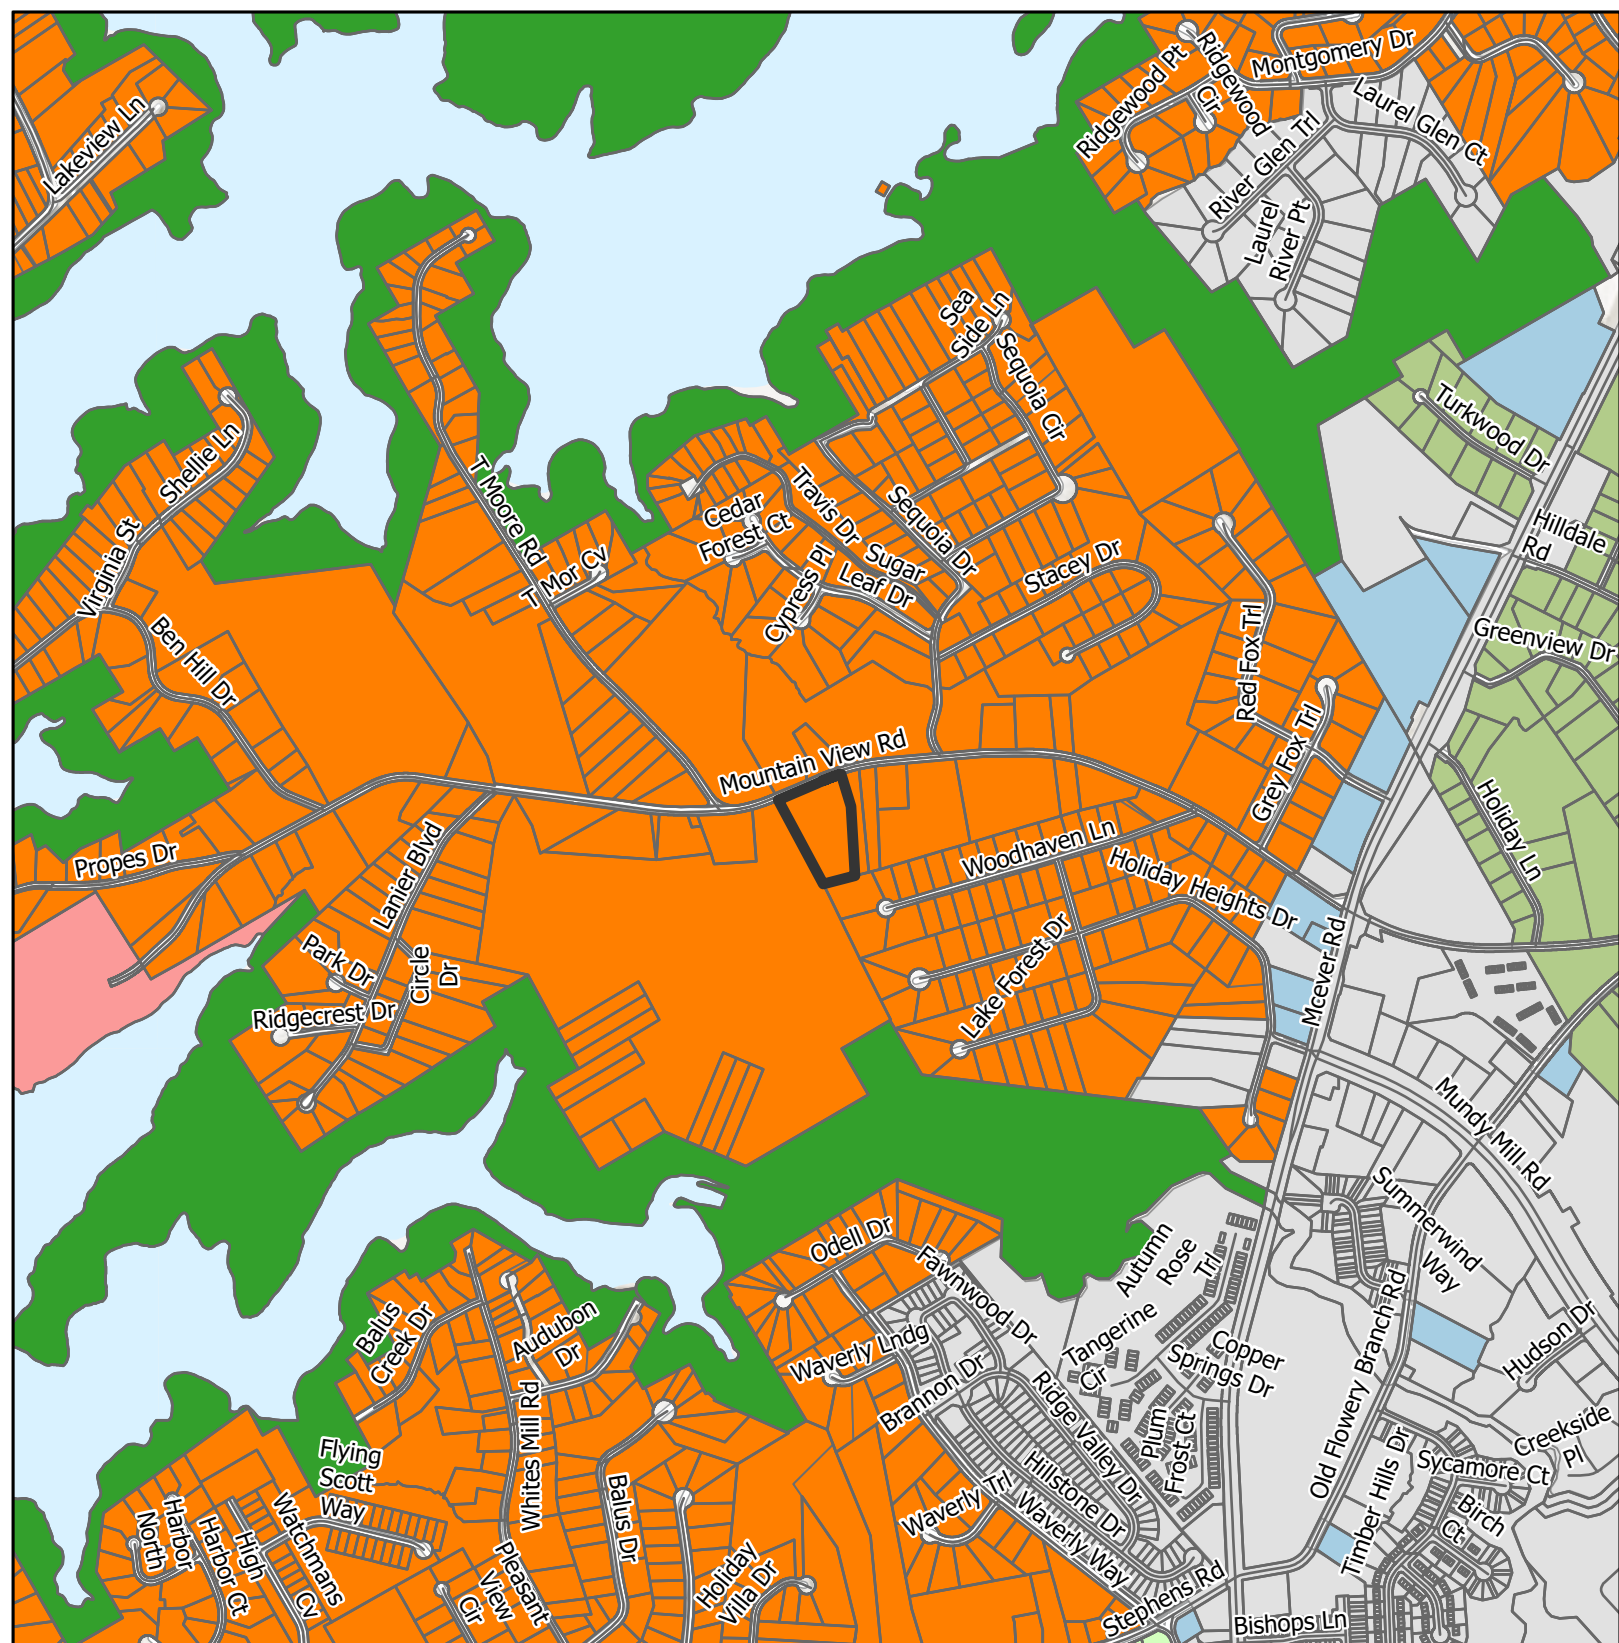 Montgomery Dr
Ridgewood
Cir
Ridgewood Pt
Laurel Glen Ct
River Glen Trl
Laurel
River Pt
Lakeview Ln
Sea
Side Ln
Sequoia Cir
Turkwood Dr
Shellie Ln
T Moore Rd
Travis Dr
Cedar
Forest Ct
Sequoia Dr
Hilldale
Rd
Virginia St
T Mor Cv
Cypress Pl
Sugar
Leaf Dr
Stacey Dr
Ben Hill Dr
Red Fox Trl
Greenview Dr
Grey Fox Trl
Mountain View Rd
Holiday Ln
Propes Dr
Lanier Blvd
Woodhaven Ln
Holiday Heights Dr
Park Dr
Circle
Dr
Lake Forest Dr
Mcever Rd
Ridgecrest Dr
Mundy Mill Rd
Summerwind
Way
Odell Dr
Fawnwood Dr
Autumn
Rose
Trl
Balus
Creek Dr
Audubon
Dr
Waverly Lndg
Tangerine
Cir
Copper
Springs Dr
Hudson Dr
Brannon Dr
Ridge Valley Dr
Whites Mill Rd
Plum
Frost Ct
Old Flowery Branch Rd
Creekside
Pl
Flying
Scott
Way
Hillstone Dr
Sycamore Ct
Timber Hills Dr
Birch
Ct
Balus Dr
Waverly Trl
Waverly Way
North
Harbor
Harbor Ct
High
Watchmans
Cv
Pleasant
View
Cir
Holiday
Villa Dr
Stephens Rd
Bishops Ln